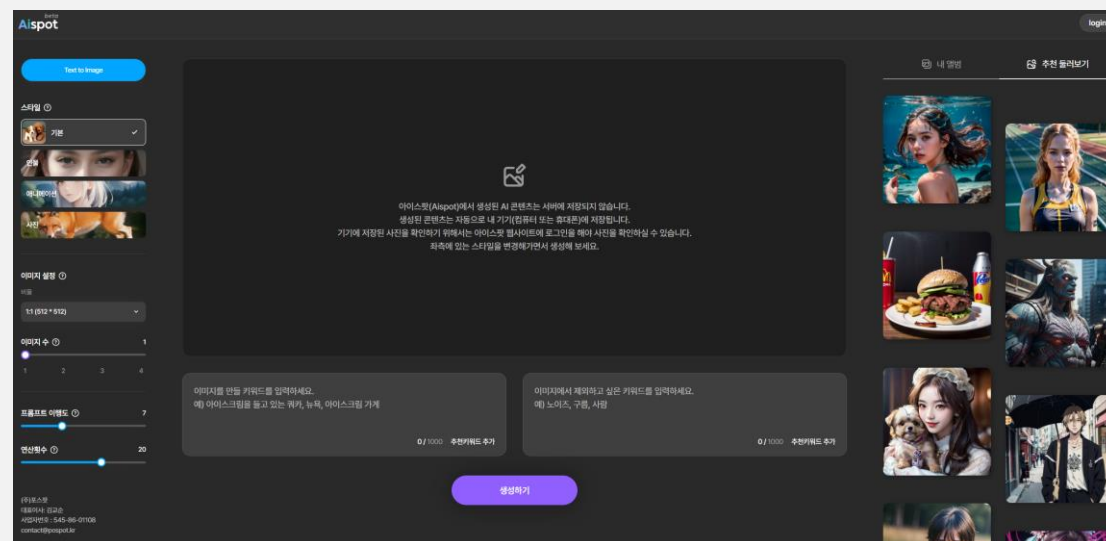 beta
Aispot
login
Text to Image
스타일
기본
인물
애니메이션
사진
이미지 설정
비율
1:1 (512 * 512)
이미지 수 1
1 2 3 4
프롬프트 이행도 7
연산횟수 20
(주)포스팟
대표이사: 김교순
사업자번호 : 545-86-01108
contact@pospot.kr
아이스팟(Aispot)에서 생성된 AI 콘텐츠는 서버에 저장되지 않습니다.
생성된 콘텐츠는 자동으로 내 기기(컴퓨터 또는 휴대폰)에 저장됩니다.
기기에 저장된 사진을 확인하기 위해서는 아이스팟 웹사이트에 로그인을 해야 사진을 확인하실 수 있습니다.
좌측에 있는 스타일을 변경해가면서 생성해 보세요.
이미지를 만들 키워드를 입력하세요.
예) 아이스크림을 들고 있는 쿼카, 뉴욕, 아이스크림 가게
0 / 1000 추천키워드 추가
이미지에서 제외하고 싶은 키워드를 입력하세요.
예) 노이즈, 구름, 사람
0 / 1000 추천키워드 추가
생성하기
내 앨범
추천 둘러보기